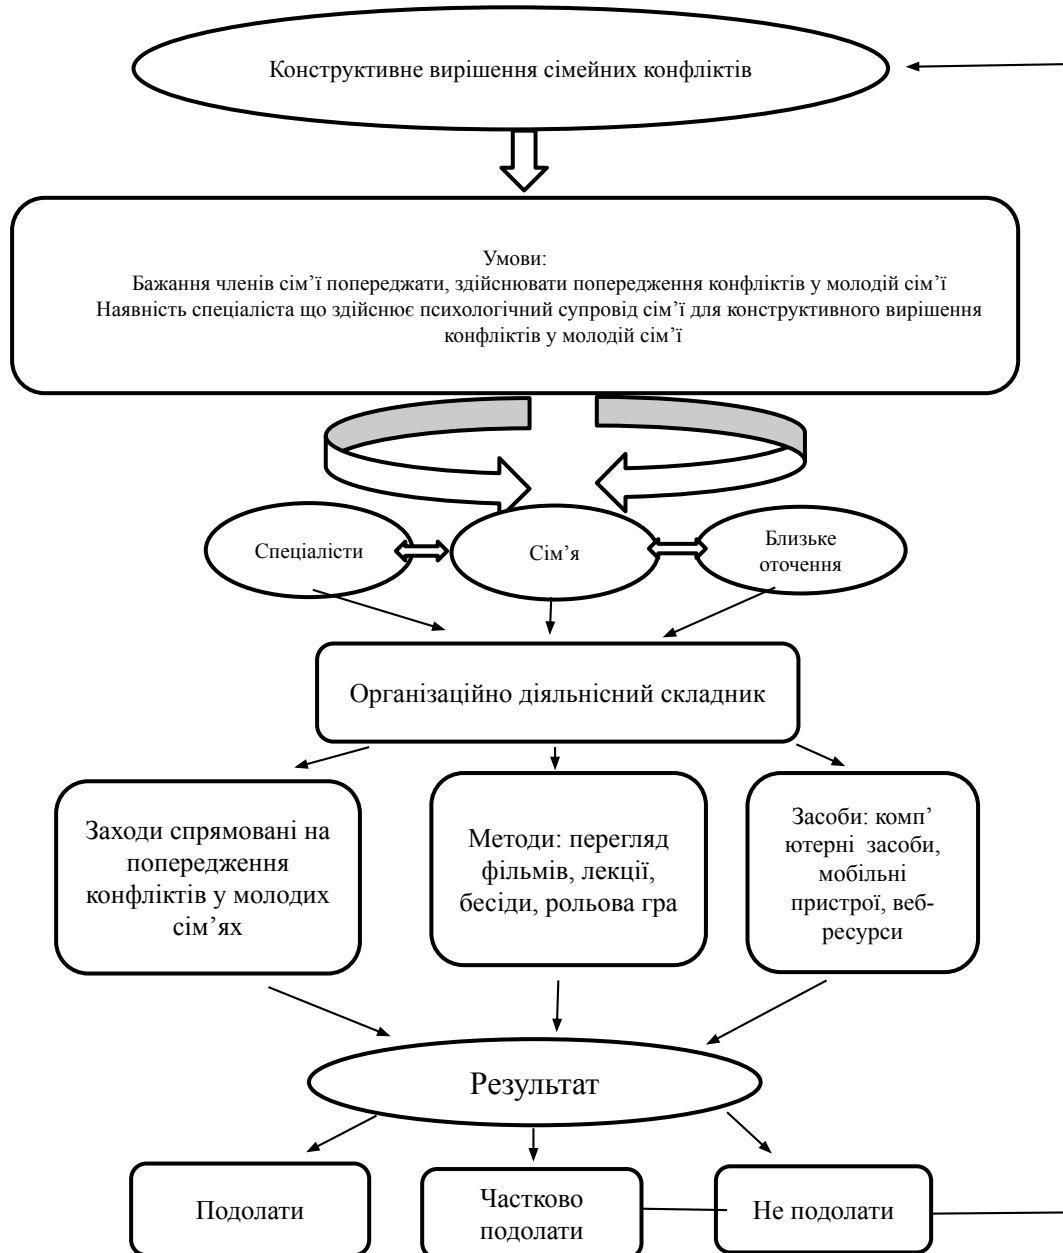 Конструктивне вирішення сімейних конфліктів
Умови:
Бажання членів сім’ї попереджати, здійснювати попередження конфліктів у молодій сім’ї
Наявність спеціаліста що здійснює психологічний супровід сім’ї для конструктивного вирішення
конфліктів у молодій сім’ї
Спеціалісти
Сім’я
Близьке
оточення
Організаційно діяльнісний складник
Заходи спрямовані на
попередження
конфліктів у молодих
сім’ях
Методи: перегляд
фільмів, лекції,
бесіди, рольова гра
Засоби: комп’
ютерні засоби,
мобільні
пристрої, веб-
ресурси
Результат
Подолати
Частково
подолати
Не подолати